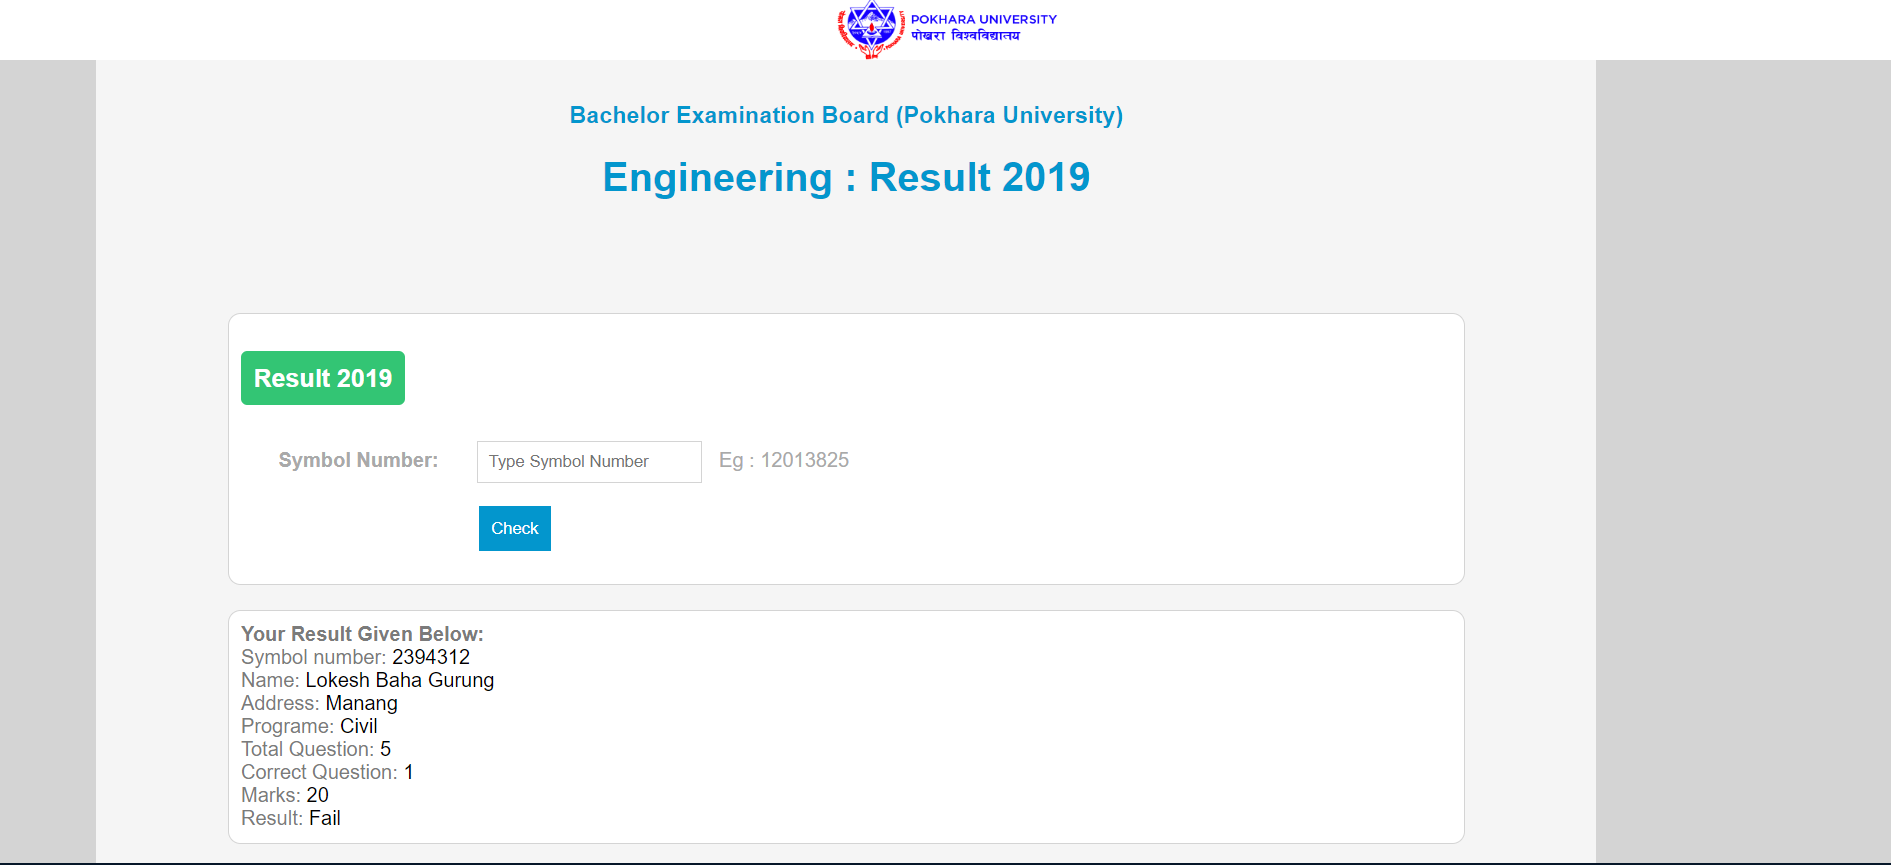 POKHARA UNIVERSITY
पोखरा विश्वविद्यालय
Bachelor Examination Board (Pokhara University)
Engineering : Result 2019
Result 2019
Symbol Number: Type Symbol Number Eg : 12013825
Check
Your Result Given Below:
Symbol number: 2394312
Name: Lokesh Baha Gurung
Address: Manang
Programe: Civil
Total Question: 5
Correct Question: 1
Marks: 20
Result: Fail